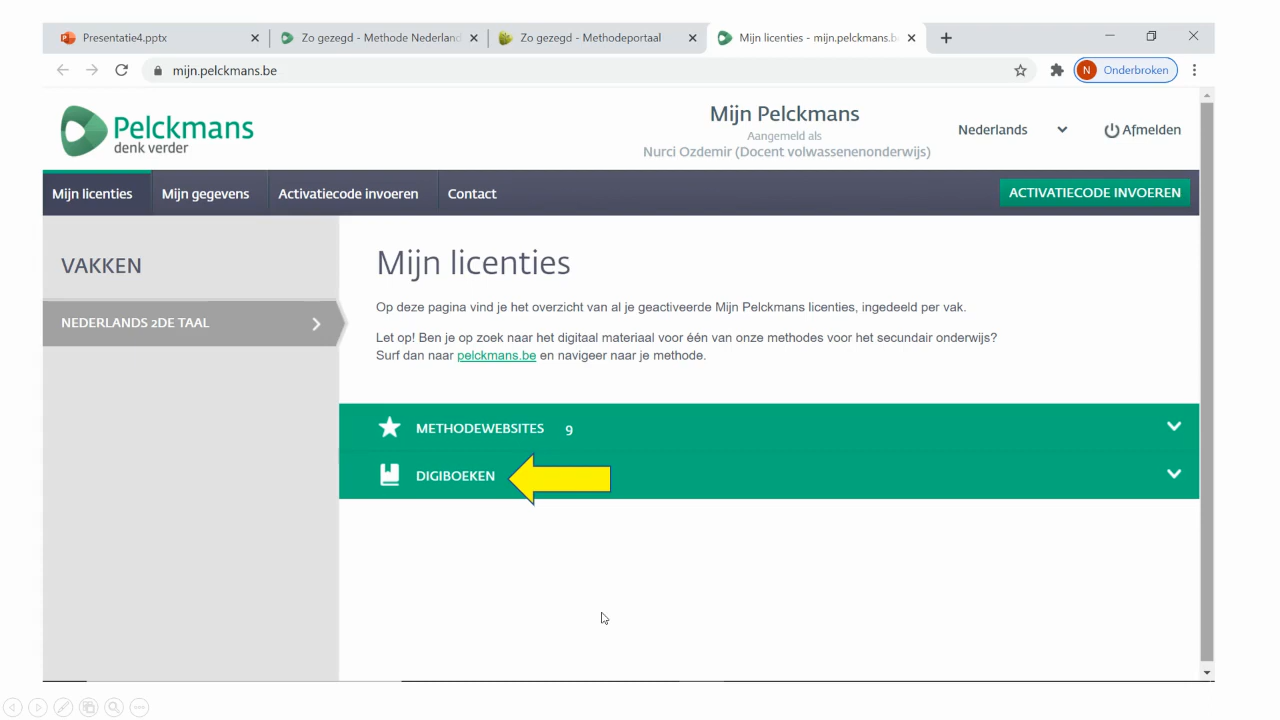 Presentatie4.pptx
Zo gezegd - Methode Nederland
Zo gezegd - Methodeportaal
Mijn licenties - mijn.pelckmans.be
mijn.pelckmans.be
N Onderbroken
Pelckmans
denk verder
Mijn Pelckmans
Aangemeld als
Nurci Ozdemir (Docent volwassenenonderwijs)
Nederlands
Afmelden
Mijn licenties
Mijn gegevens
Activatiecode invoeren
Contact
ACTIVATIECODE INVOEREN
VAKKEN
NEDERLANDS 2DE TAAL
Mijn licenties
Op deze pagina vind je het overzicht van al je geactiveerde Mijn Pelckmans licenties, ingedeeld per vak.
Let op! Ben je op zoek naar het digitaal materiaal voor één van onze methodes voor het secundair onderwijs?
Surf dan naar pelckmans.be en navigeer naar je methode.
METHODEWEBSITES 9
DIGIBOEKEN